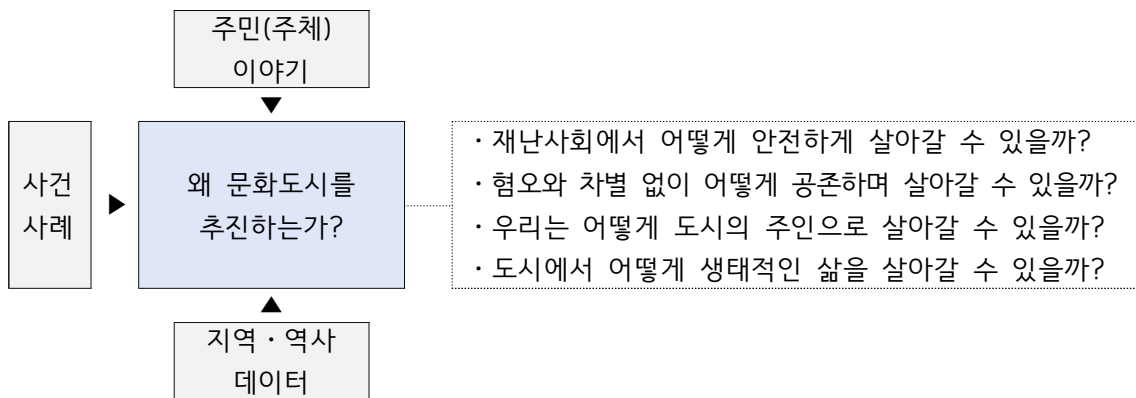 주민(주체)
이야기
▼
사건
사례
▶
왜 문화도시를
추진하는가?
· 재난사회에서 어떻게 안전하게 살아갈 수 있을까?
· 혐오와 차별 없이 어떻게 공존하며 살아갈 수 있을까?
· 우리는 어떻게 도시의 주인으로 살아갈 수 있을까?
· 도시에서 어떻게 생태적인 삶을 살아갈 수 있을까?
▲
지역·역사
데이터